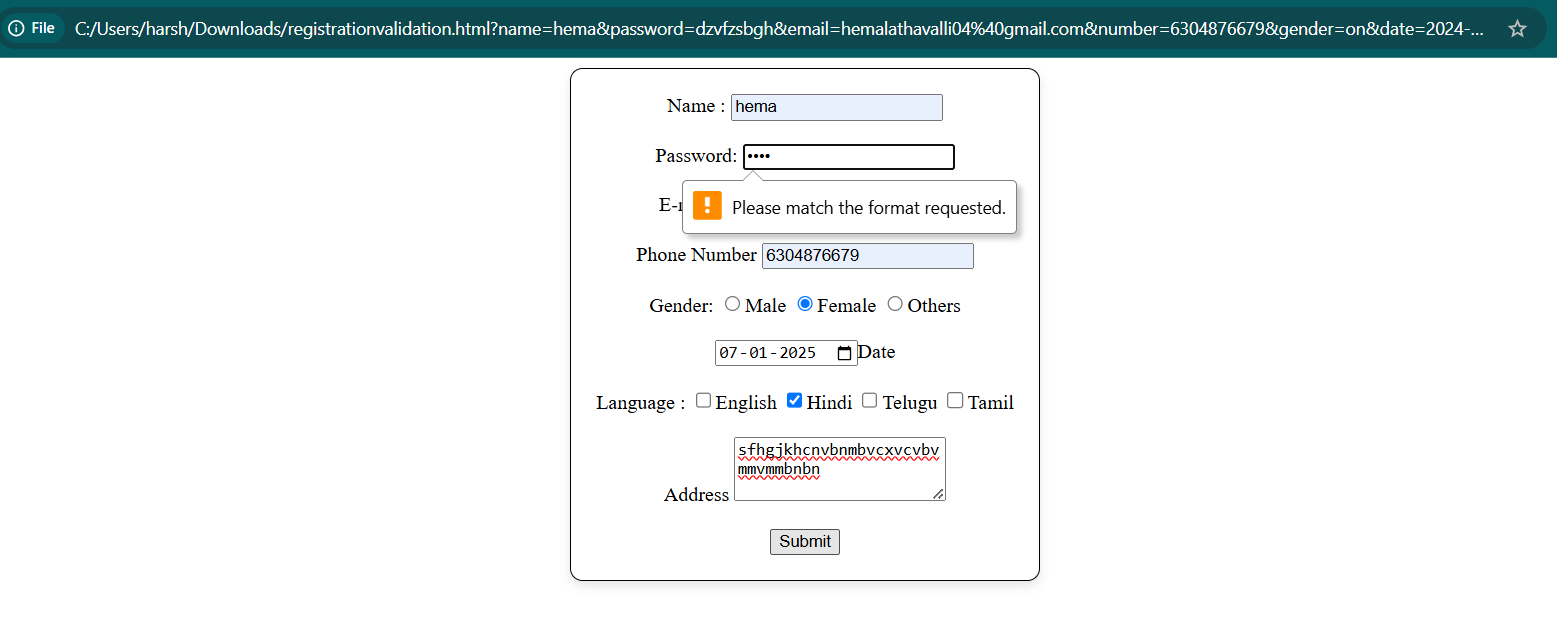 File C:/Users/harsh/Downloads/registrationvalidation.html?name=hema&password=dzvfzsbgh&email=hemalathavalli04%40gmail.com&number=6304876679&gender=on&date=2024-...
Name : hema
Password: ••••
E-
Please match the format requested.
Phone Number 6304876679
Gender: Male Female Others
07-01-2025 Date
Language : English Hindi Telugu Tamil
sfhgjkhcnvbnmbvcxvcvbv
mmvmmbnbn
Address
Submit